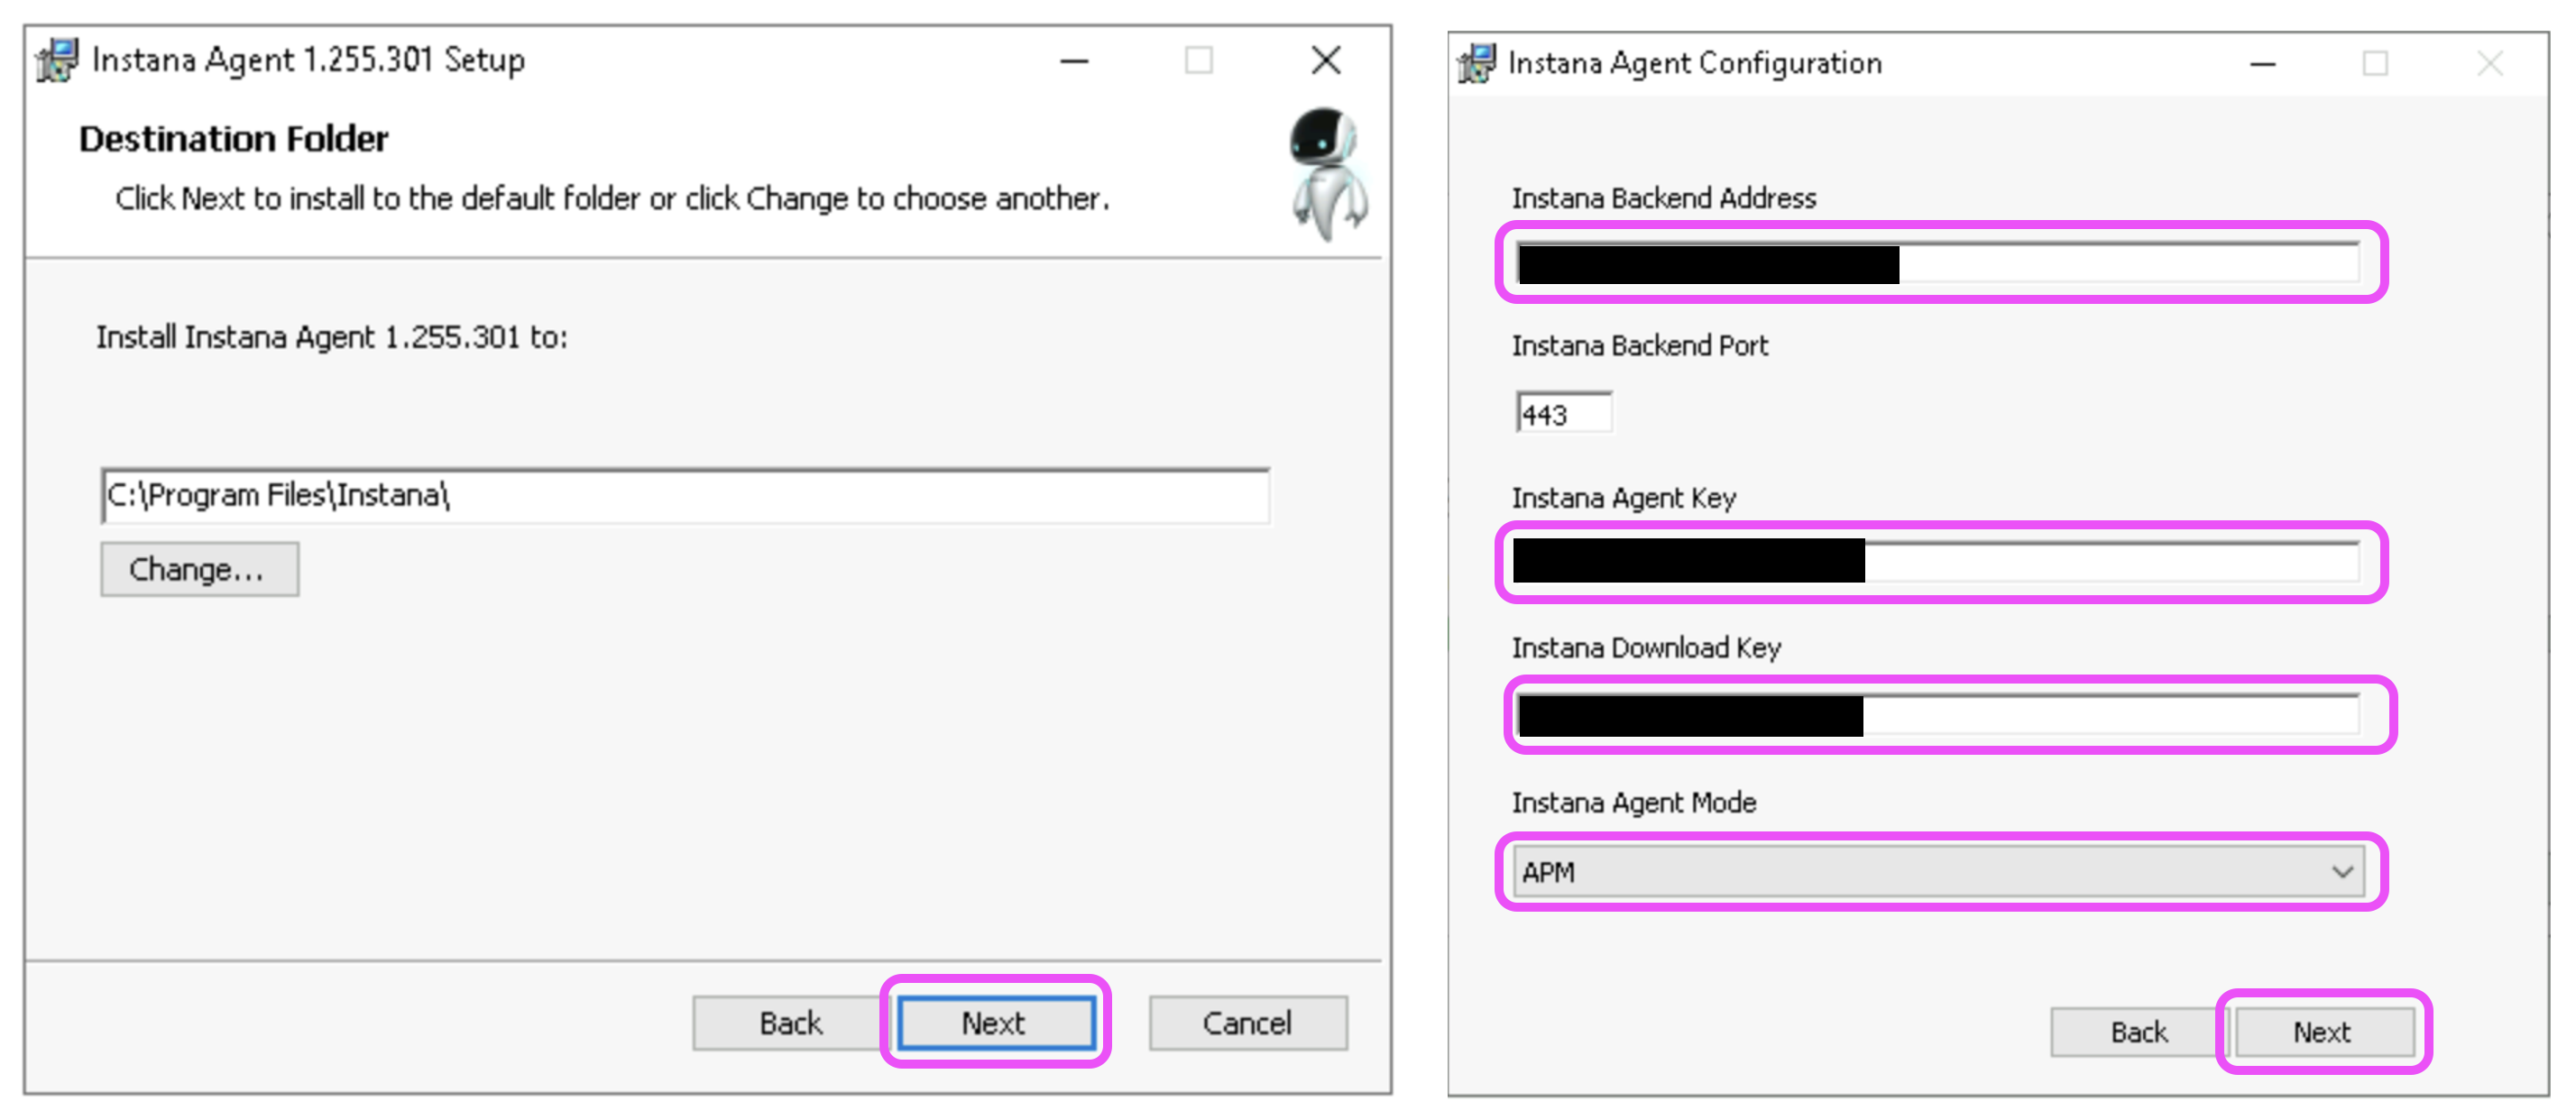 Instana Agent 1.255.301 Setup
Destination Folder
Click Next to install to the default folder or click Change to choose another.
Install Instana Agent 1.255.301 to:
C:\Program Files\Instana\
Change...
Back
Next
Cancel
Instana Agent Configuration
Instana Backend Address
Instana Backend Port
443
Instana Agent Key
Instana Download Key
Instana Agent Mode
APM
Back
Next